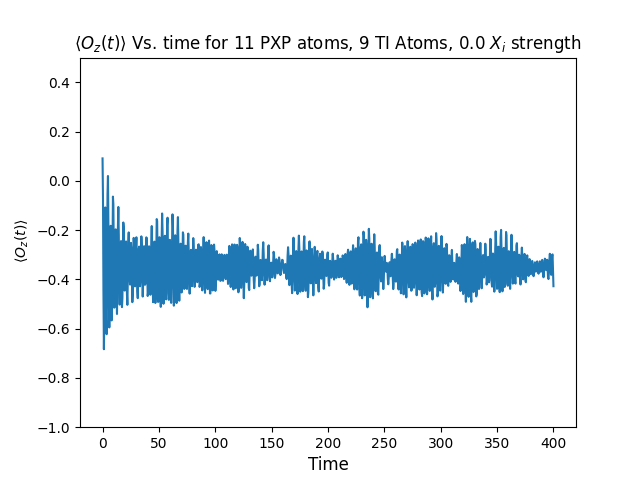 ⟨O_z(t)⟩ Vs. time for 11 PXP atoms, 9 TI Atoms, 0.0 X_i strength
0.4
0.2
0.0
−0.2
−0.4
−0.6
−0.8
−1.0
⟨O_z(t)⟩
0 50 100 150 200 250 300 350 400
Time